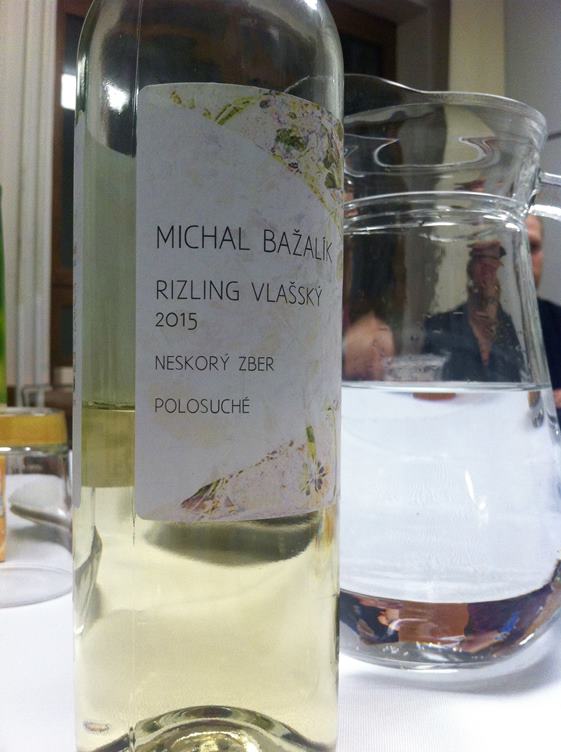 MICHAL BAŽALÍK
RIZLING VLAŠSKÝ
2015
NESKORÝ ZBER
POLOSUCHÉ